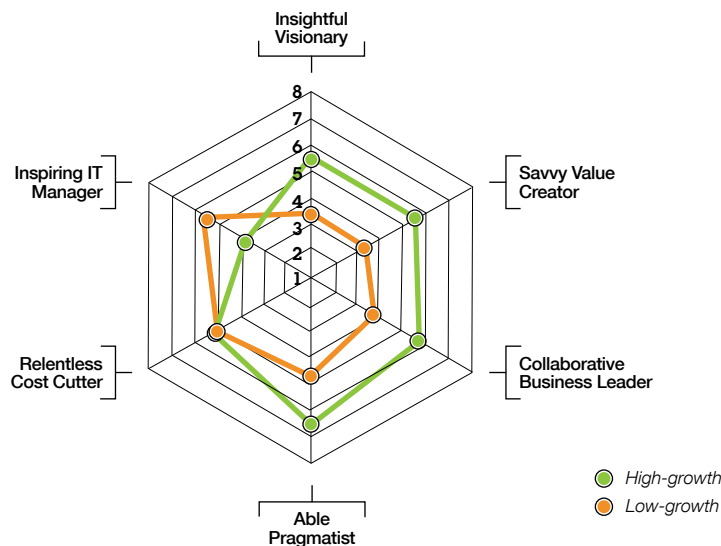 Insightful
Visionary
8
7
6
5
4
3
2
1
Inspiring IT
Manager
Savvy Value
Creator
Relentless
Cost Cutter
Collaborative
Business Leader
Able
Pragmatist
High-growth
Low-growth